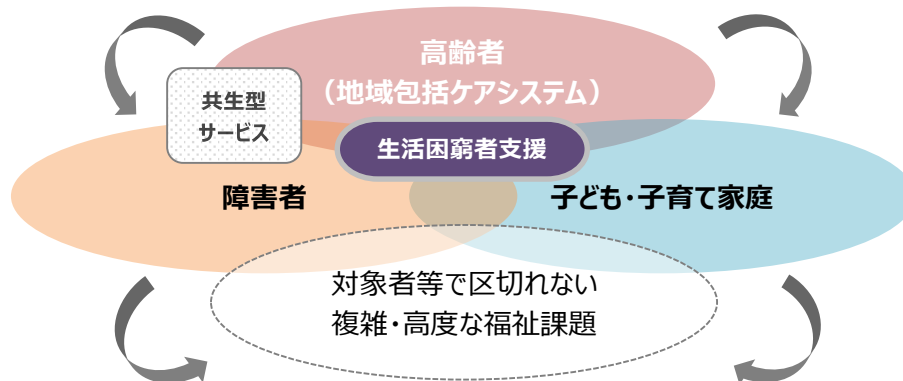 高齢者
（地域包括ケアシステム）
共生型
サービス
生活困窮者支援
障害者
子ども・子育て家庭
対象者等で区切れない
複雑・高度な福祉課題